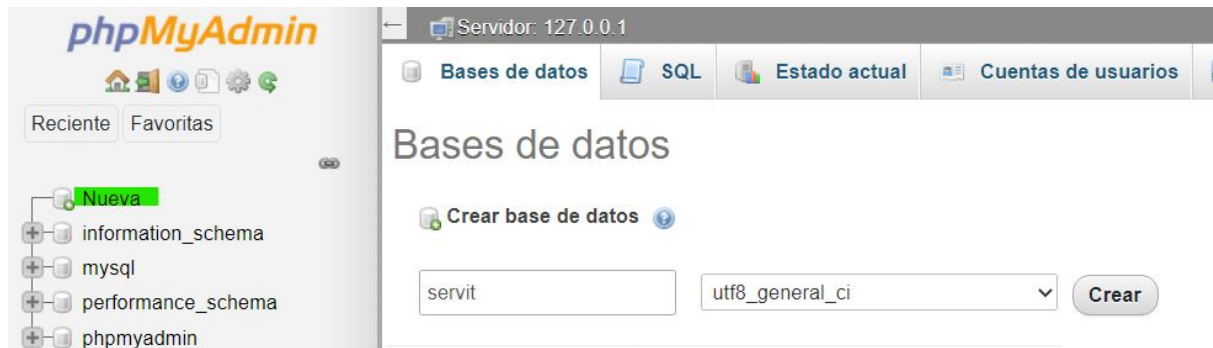 phpMyAdmin
Reciente Favoritas
Nueva
information_schema
mysql
performance_schema
phpmyadmin
← Servidor: 127.0.0.1
Bases de datos SQL Estado actual Cuentas de usuarios
Bases de datos
Crear base de datos
servit utf8_general_ci Crear